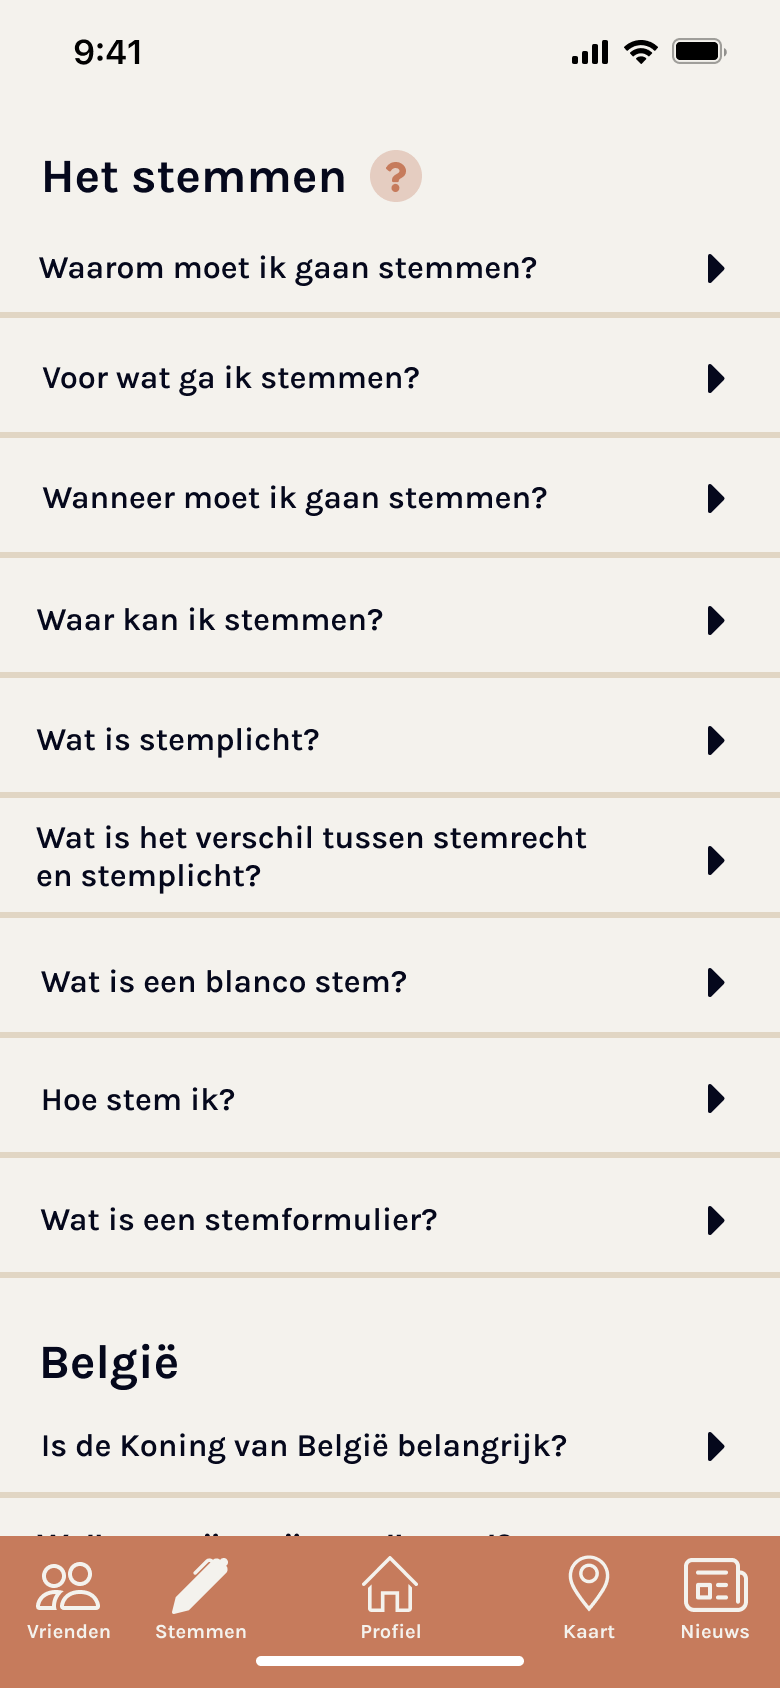 9:41
Het stemmen ?
Waarom moet ik gaan stemmen?
Voor wat ga ik stemmen?
Wanneer moet ik gaan stemmen?
Waar kan ik stemmen?
Wat is stemplicht?
Wat is het verschil tussen stemrecht
en stemplicht?
Wat is een blanco stem?
Hoe stem ik?
Wat is een stemformulier?
België
Is de Koning van België belangrijk?
Vrienden
Stemmen
Profiel
Kaart
Nieuws